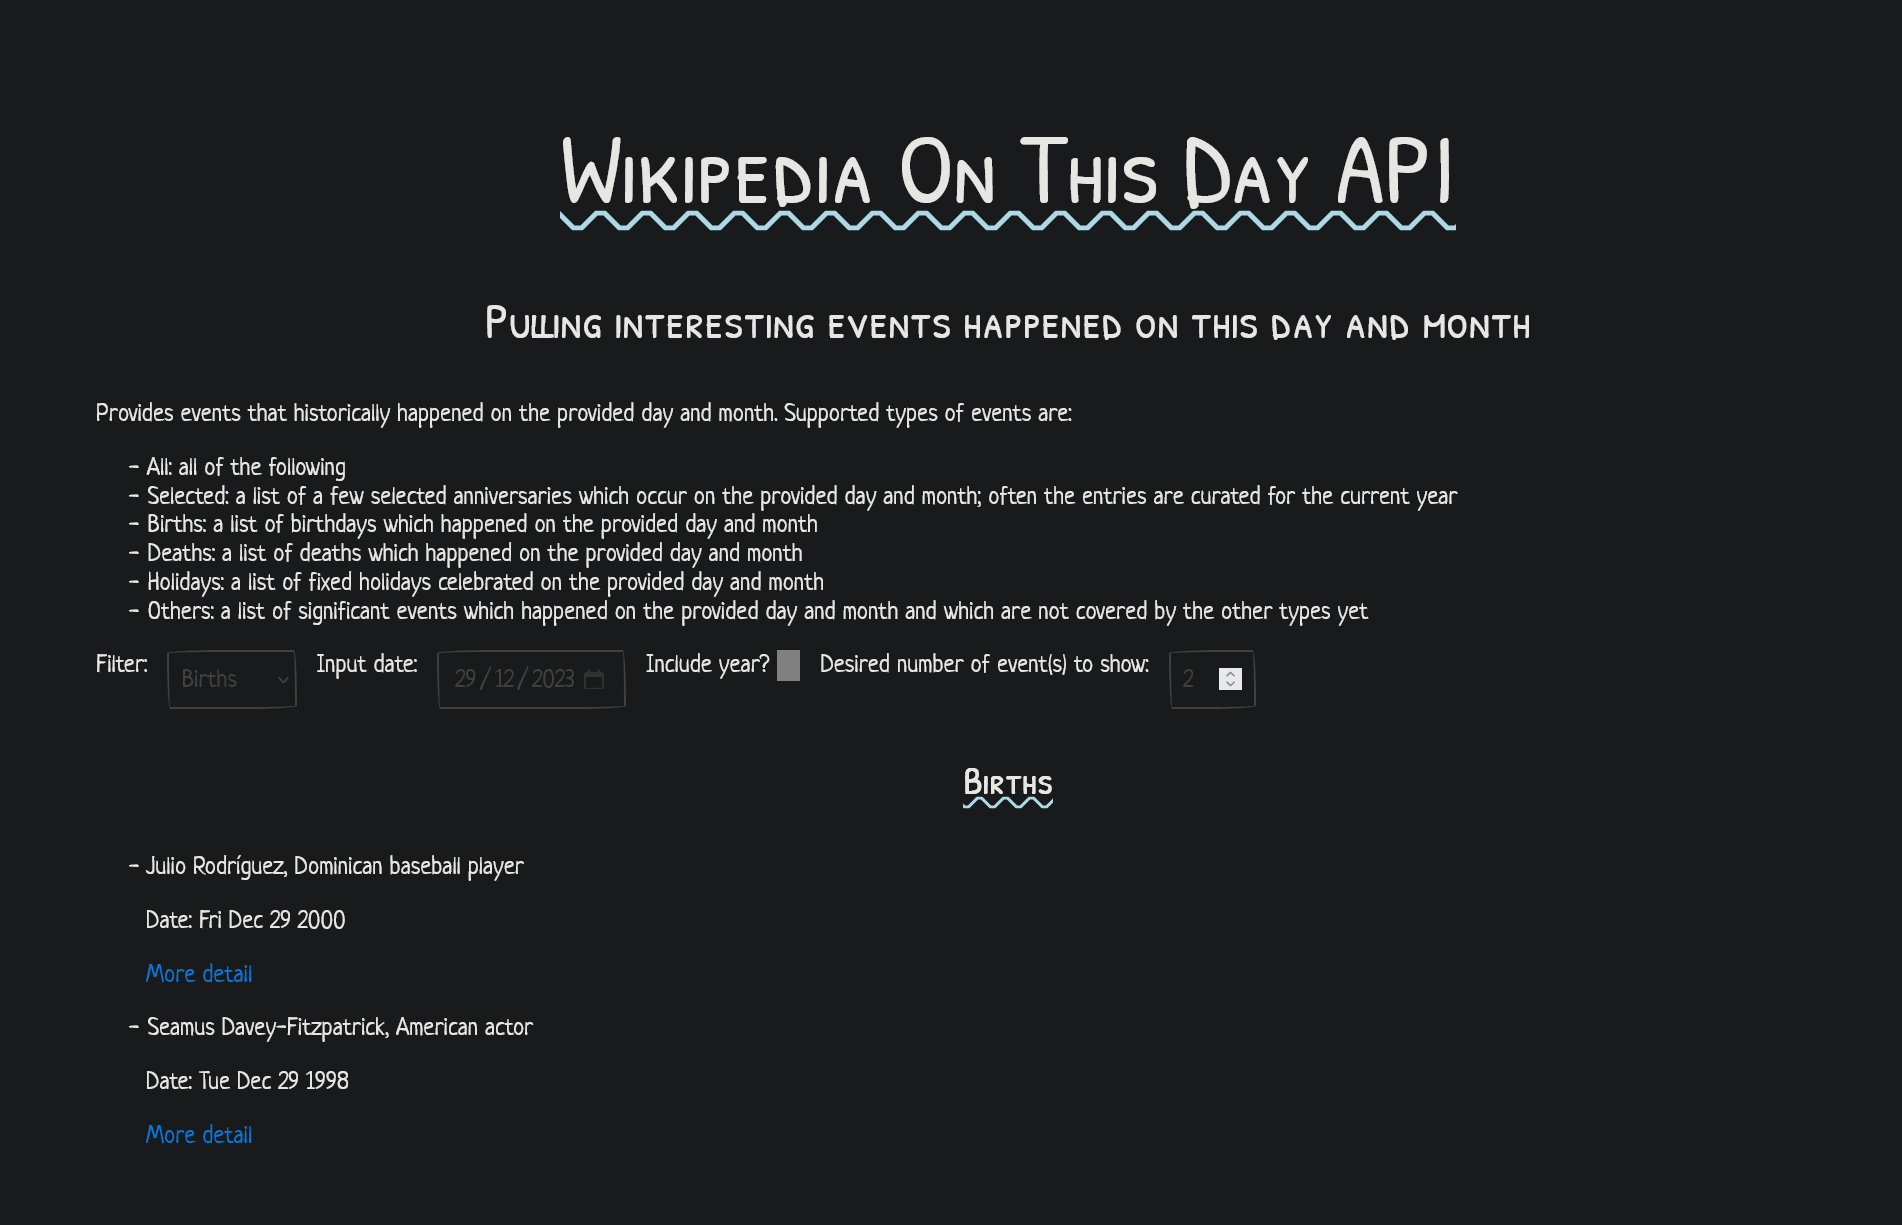 Wikipedia On This Day API
Pulling interesting events happened on this day and month
Provides events that historically happened on the provided day and month. Supported types of events are:
- All: all of the following
- Selected: a list of a few selected anniversaries which occur on the provided day and month; often the entries are curated for the current year
- Births: a list of birthdays which happened on the provided day and month
- Deaths: a list of deaths which happened on the provided day and month
- Holidays: a list of fixed holidays celebrated on the provided day and month
- Others: a list of significant events which happened on the provided day and month and which are not covered by the other types yet
Filter: Births Input date: 29/12/2023 Include year? Desired number of event(s) to show: 2
Births
- Julio Rodríguez, Dominican baseball player
Date: Fri Dec 29 2000
More detail
- Seamus Davey-Fitzpatrick, American actor
Date: Tue Dec 29 1998
More detail